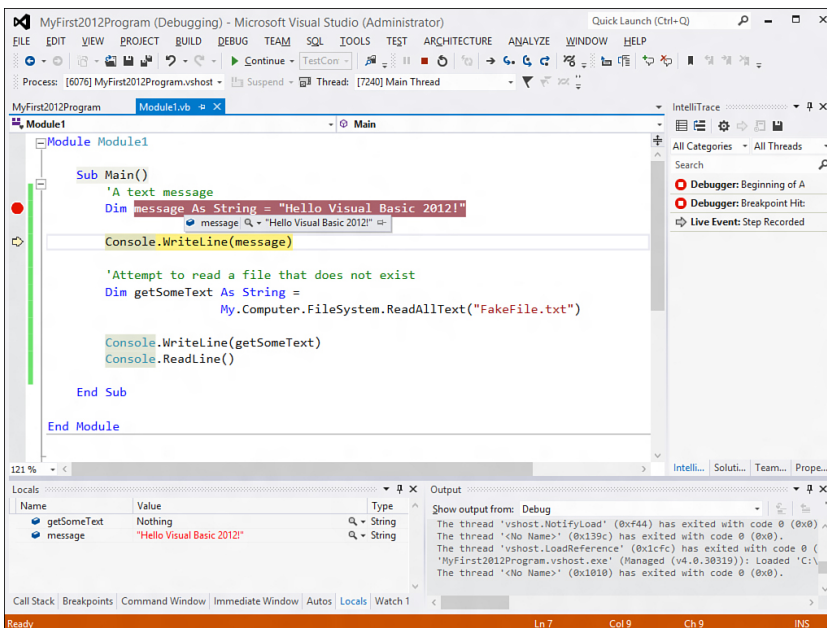 MyFirst2012Program (Debugging) - Microsoft Visual Studio (Administrator)
Quick Launch (Ctrl+Q)
FILE EDIT VIEW PROJECT BUILD DEBUG TEAM SQL TOOLS TEST ARCHITECTURE ANALYZE WINDOW HELP
Continue TestCon
Process: [6076] MyFirst2012Program.vshost Suspend Thread: [7240] Main Thread
MyFirst2012Program Module1.vb
Module1 Main
Module Module1
Sub Main()
'A text message
Dim message As String = "Hello Visual Basic 2012!"
message "Hello Visual Basic 2012!"
Console.WriteLine(message)
'Attempt to read a file that does not exist
Dim getSomeText As String =
My.Computer.FileSystem.ReadAllText("FakeFile.txt")
Console.WriteLine(getSomeText)
Console.ReadLine()
End Sub
End Module
121 %
IntelliTrace
All Categories All Threads
Search
Debugger: Beginning of A
Debugger: Breakpoint Hit:
Live Event: Step Recorded
Intelli... Soluti... Team... Prope...
Locals
Name Value Type
getSomeText Nothing String
message "Hello Visual Basic 2012!" String
Call Stack Breakpoints Command Window Immediate Window Autos Locals Watch 1
Output
Show output from: Debug
The thread 'vshost.NotifyLoad' (0xf44) has exited with code 0 (0x0)
The thread '<No Name>' (0x139c) has exited with code 0 (0x0).
The thread 'vshost.LoadReference' (0x1cfc) has exited with code 0 (
'MyFirst2012Program.vshost.exe' (Managed (v4.0.30319)): Loaded 'C:\
The thread '<No Name>' (0x1010) has exited with code 0 (0x0).
Ready Ln 7 Col 9 Ch 9 INS